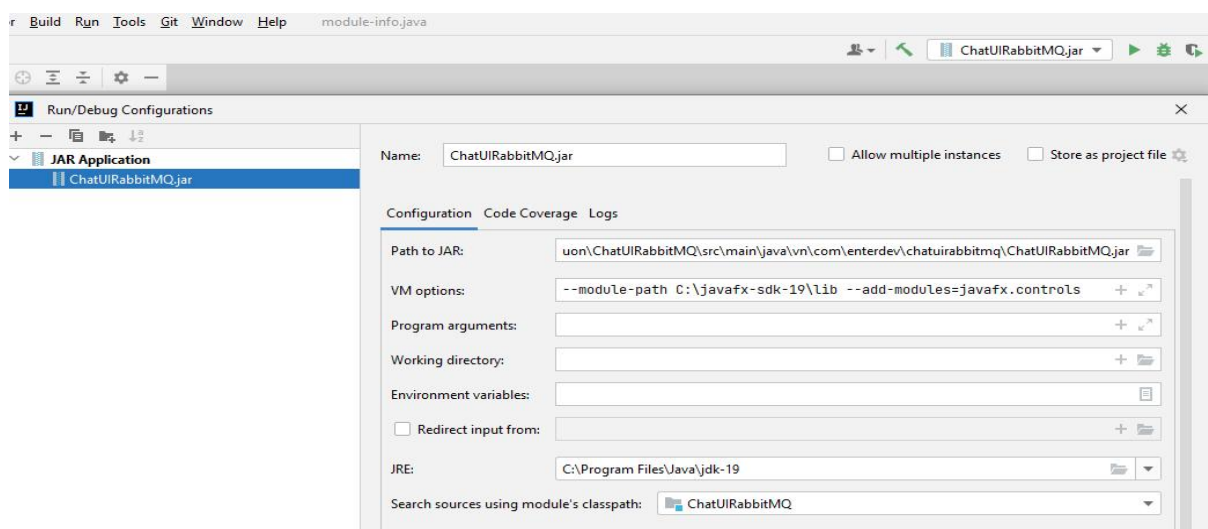 r Build Run Tools Git Window Help module-info.java
ChatUIRabbitMQ.jar
Run/Debug Configurations
JAR Application
ChatUIRabbitMQ.jar
Name: ChatUIRabbitMQ.jar Allow multiple instances Store as project file
Configuration Code Coverage Logs
Path to JAR: uon\ChatUIRabbitMQ\src\main\java\vn\com\enterdev\chatuirabbitmq\ChatUIRabbitMQ.jar
VM options: --module-path C:\javafx-sdk-19\lib --add-modules=javafx.controls
Program arguments:
Working directory:
Environment variables:
Redirect input from:
JRE: C:\Program Files\Java\jdk-19
Search sources using module's classpath: ChatUIRabbitMQ